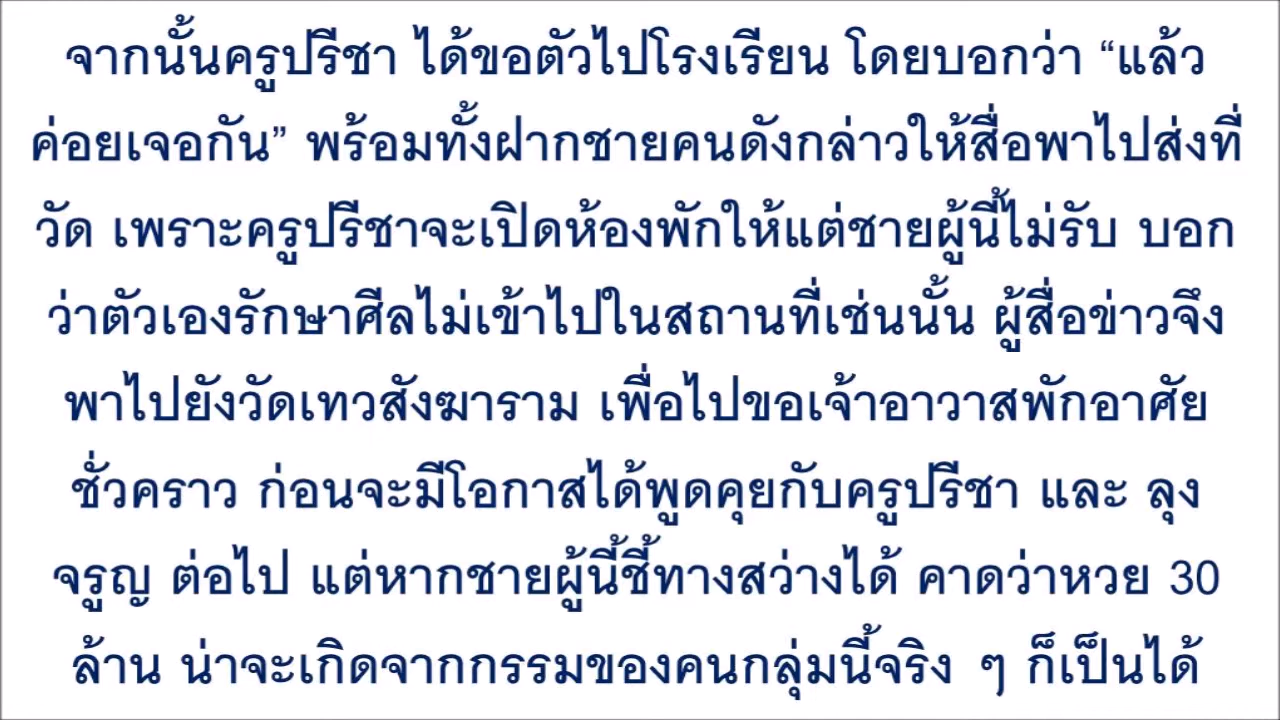 จากนั้นครูปรีชา ได้ขอตัวไปโรงเรียน โดยบอกว่า “แล้ว
ค่อยเจอกัน” พร้อมทั้งฝากชายคนดังกล่าวให้สื่อพาไปส่งที่
วัด เพราะครูปรีชาจะเปิดห้องพักให้แต่ชายผู้นี้ไม่รับ บอก
ว่าตัวเองรักษาศีลไม่เข้าไปในสถานที่เช่นนั้น ผู้สื่อข่าวจึง
พาไปยังวัดเทวสังฆาราม เพื่อไปขอเจ้าอาวาสพักอาศัย
ชั่วคราว ก่อนจะมีโอกาสได้พูดคุยกับครูปรีชา และ ลุง
จรูญ ต่อไป แต่หากชายผู้นี้ชี้ทางสว่างได้ คาดว่าหวย 30
ล้าน น่าจะเกิดจากกรรมของคนกลุ่มนี้จริง ๆ ก็เป็นได้